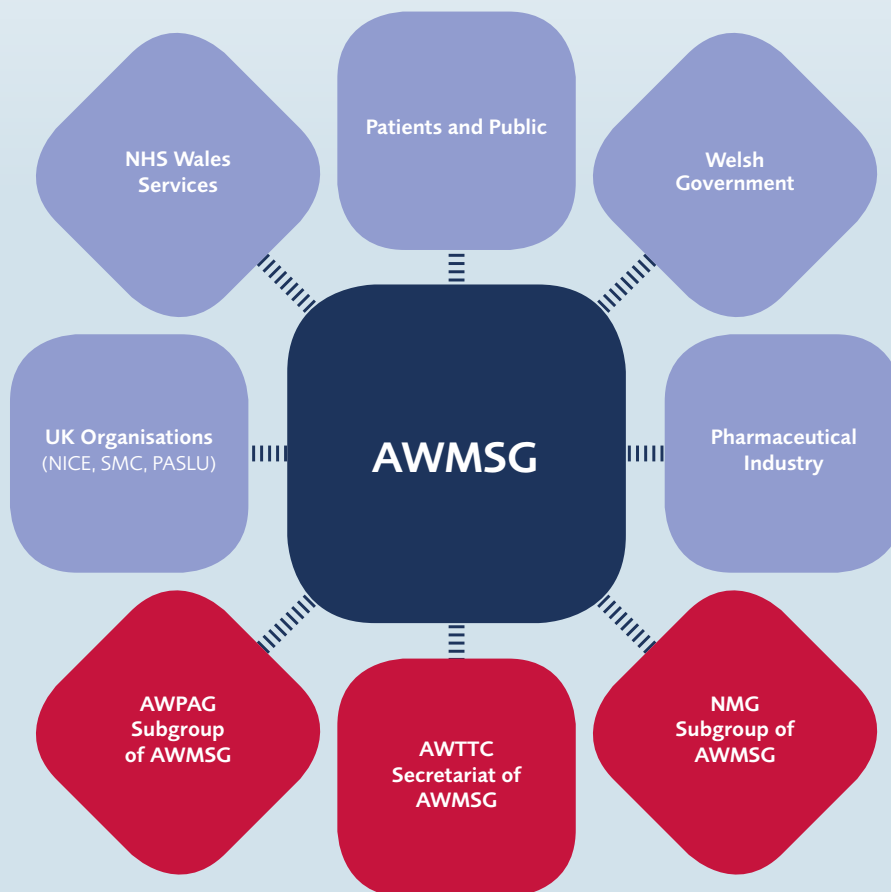 Patients and Public
NHS Wales
Services
Welsh
Government
UK Organisations
(NICE, SMC, PASLU)
AWMSG
Pharmaceutical
Industry
AWPAG
Subgroup
of AWMSG
AWTTC
Secretariat of
AWMSG
NMG
Subgroup of
AWMSG